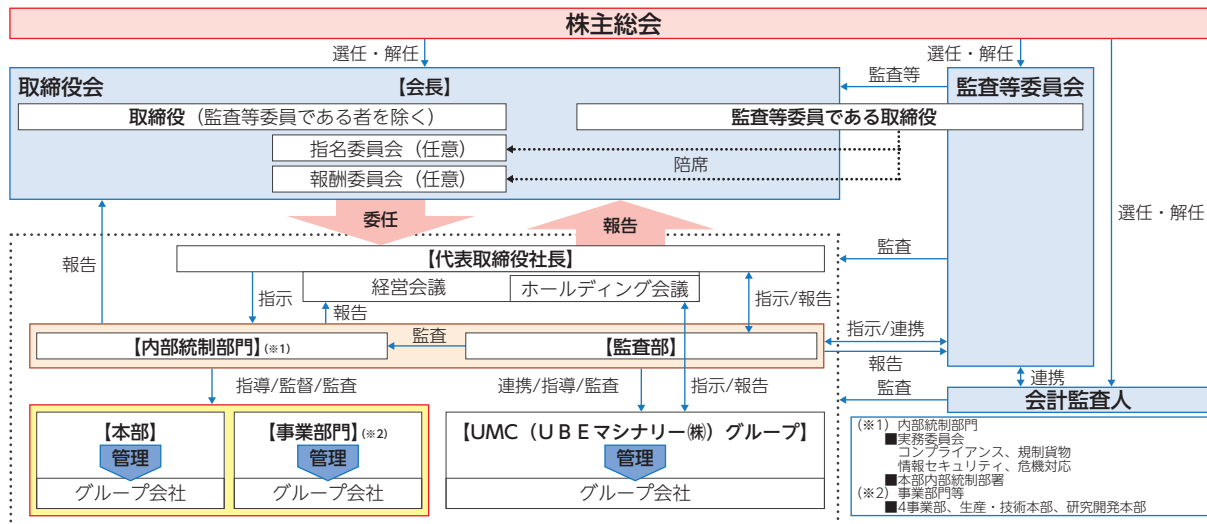 株主総会
選任・解任
選任・解任
取締役会
【会長】
監査等
監査等委員会
取締役（監査等委員である者を除く）
監査等委員である取締役
指名委員会（任意）
陪席
報酬委員会（任意）
選任・解任
委任
報告
報告
【代表取締役社長】
監査
経営会議
ホールディング会議
指示
報告
指示/報告
指示/連携
【内部統制部門】(※1)
監査
【監査部】
報告
指導/監督/監査
連携/指導/監査
指示/報告
監査
連携
会計監査人
【本部】
管理
グループ会社
【事業部門】(※2)
管理
グループ会社
【UMC（ＵＢＥマシナリー㈱）グループ】
管理
グループ会社
(※1) 内部統制部門
■実務委員会
コンプライアンス、規制貨物
情報セキュリティ、危機対応
■本部内部統制部署
(※2) 事業部門等
■4事業部、生産・技術本部、研究開発本部